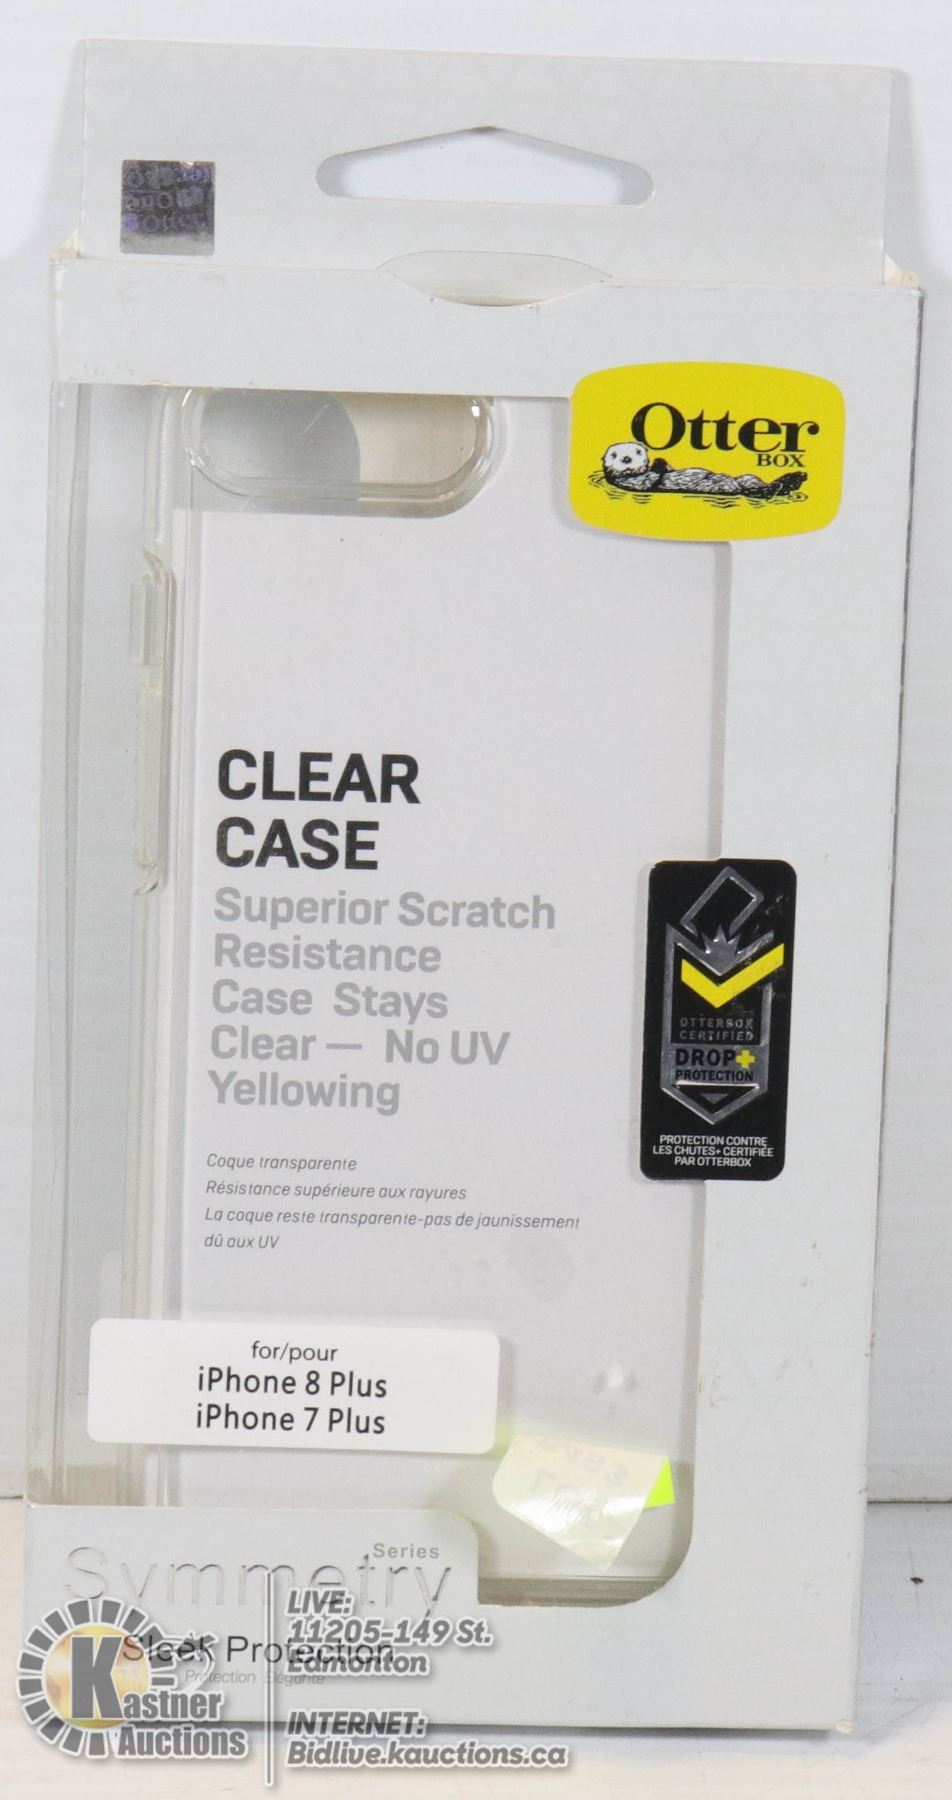 Otter
BOX
CLEAR
CASE
Superior Scratch
Resistance
Case Stays
Clear — No UV
Yellowing
Coque transparente
Résistance supérieure aux rayures
La coque reste transparente-pas de jaunissement
dû aux UV
OTTERBOX
CERTIFIED
DROP+
PROTECTION
PROTECTION CONTRE
LES CHUTES+ CERTIFIÉE
PAR OTTERBOX
for/pour
iPhone 8 Plus
iPhone 7 Plus
Series
Symmetry
Sleek Protection
Protection Élégante
Kastner
Auctions
LIVE:
11205-149 St.
Edmonton
INTERNET:
Bidlive.kauctions.ca